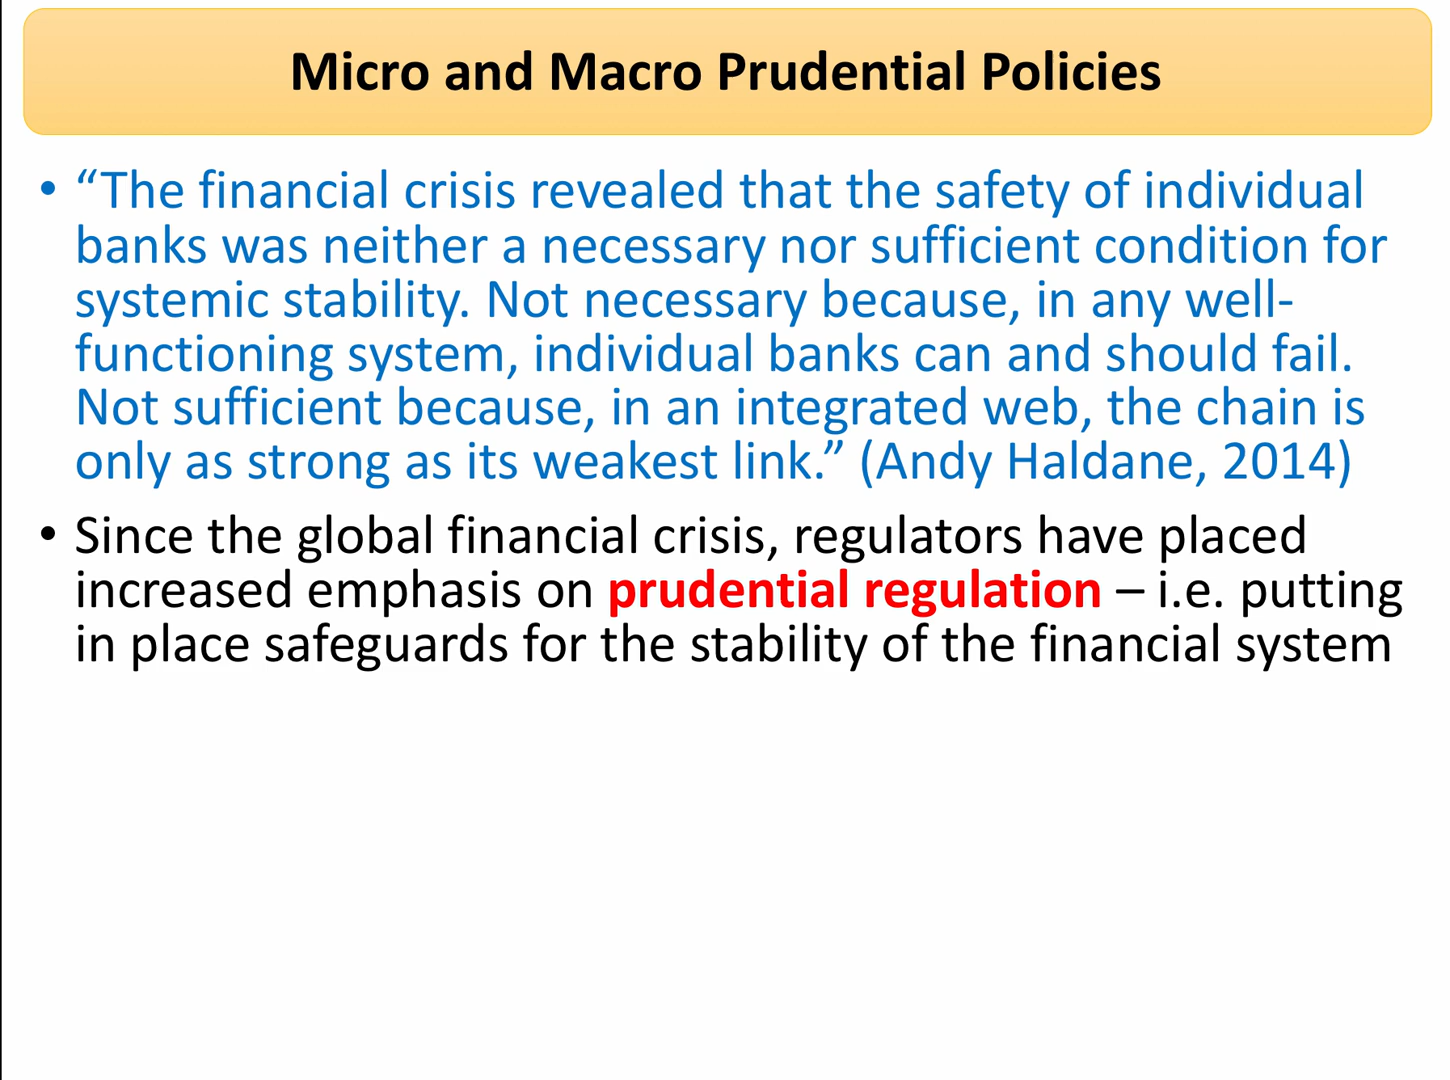 Micro and Macro Prudential Policies
• “The financial crisis revealed that the safety of individual
banks was neither a necessary nor sufficient condition for
systemic stability. Not necessary because, in any well-
functioning system, individual banks can and should fail.
Not sufficient because, in an integrated web, the chain is
only as strong as its weakest link.” (Andy Haldane, 2014)
• Since the global financial crisis, regulators have placed
increased emphasis on prudential regulation – i.e. putting
in place safeguards for the stability of the financial system